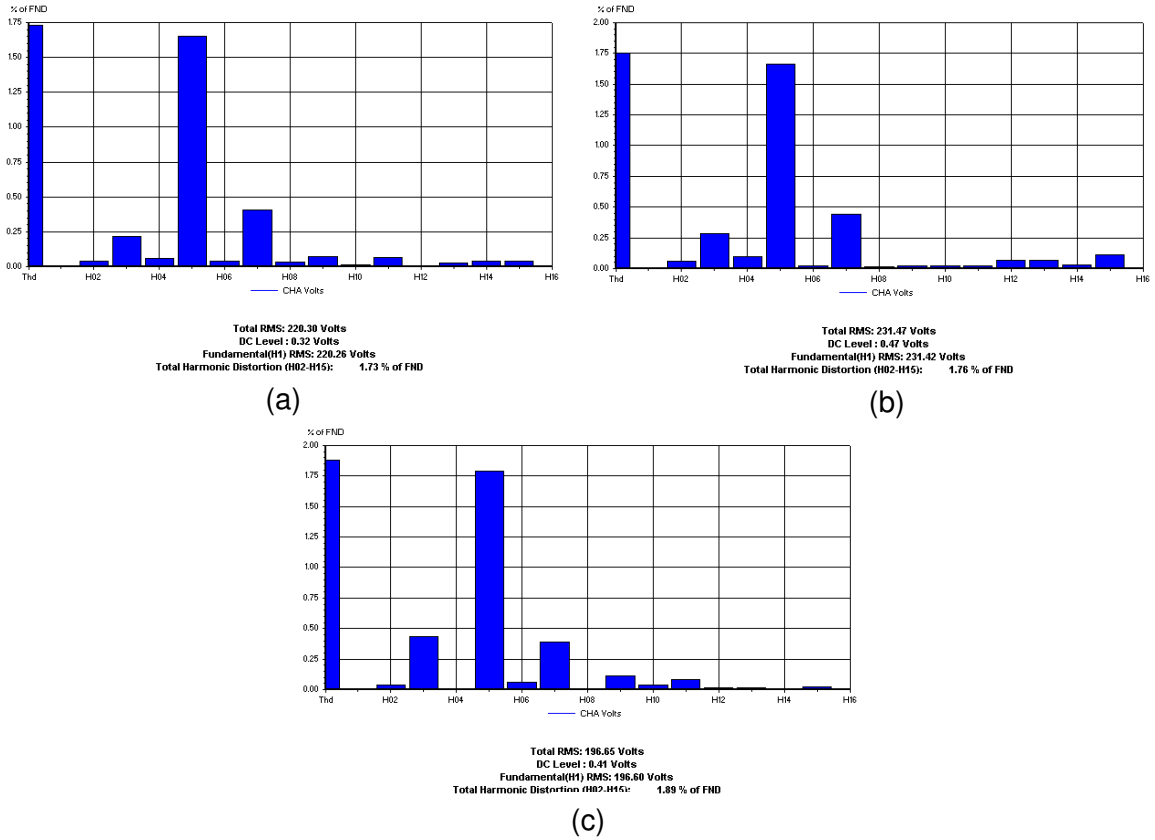 % of FND
1.75
1.50
1.25
1.00
0.75
0.50
0.25
0.00
Thd H02 H04 H06 H08 H10 H12 H14 H16
CHA Volts
Total RMS: 220.30 Volts
DC Level : 0.32 Volts
Fundamental(H1) RMS: 220.26 Volts
Total Harmonic Distortion (H02-H15): 1.73 % of FND
(a)
% of FND
2.00
1.75
1.50
1.25
1.00
0.75
0.50
0.25
0.00
Thd H02 H04 H06 H08 H10 H12 H14 H16
CHA Volts
Total RMS: 231.47 Volts
DC Level : 0.47 Volts
Fundamental(H1) RMS: 231.42 Volts
Total Harmonic Distortion (H02-H15): 1.76 % of FND
(b)
% of FND
2.00
1.75
1.50
1.25
1.00
0.75
0.50
0.25
0.00
Thd H02 H04 H06 H08 H10 H12 H14 H16
CHA Volts
Total RMS: 196.65 Volts
DC Level : 0.41 Volts
Fundamental(H1) RMS: 196.60 Volts
Total Harmonic Distortion (H02-H15): 1.89 % of FND
(c)